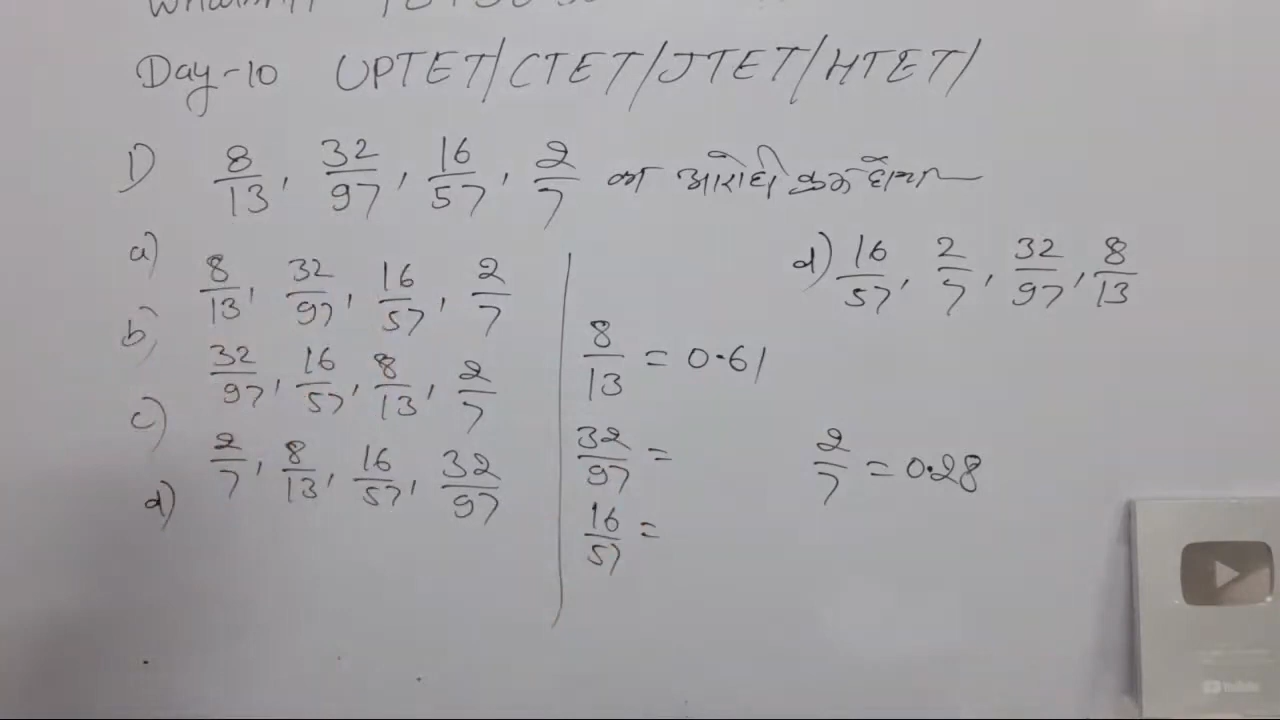 Day-10 UPTET/CTET/JTET/HTET/
1) 8/13, 32/97, 16/57, 2/7 का आरोही क्रम
a) 8/13, 32/97, 16/57, 2/7
b) 32/97, 16/57, 8/13, 2/7
c) 2/7, 8/13, 16/57, 32/97
d)
d) 16/57, 2/7, 32/97, 8/13
8/13 = 0.61
32/97 =
16/57 =
2/7 = 0.28
YouTube